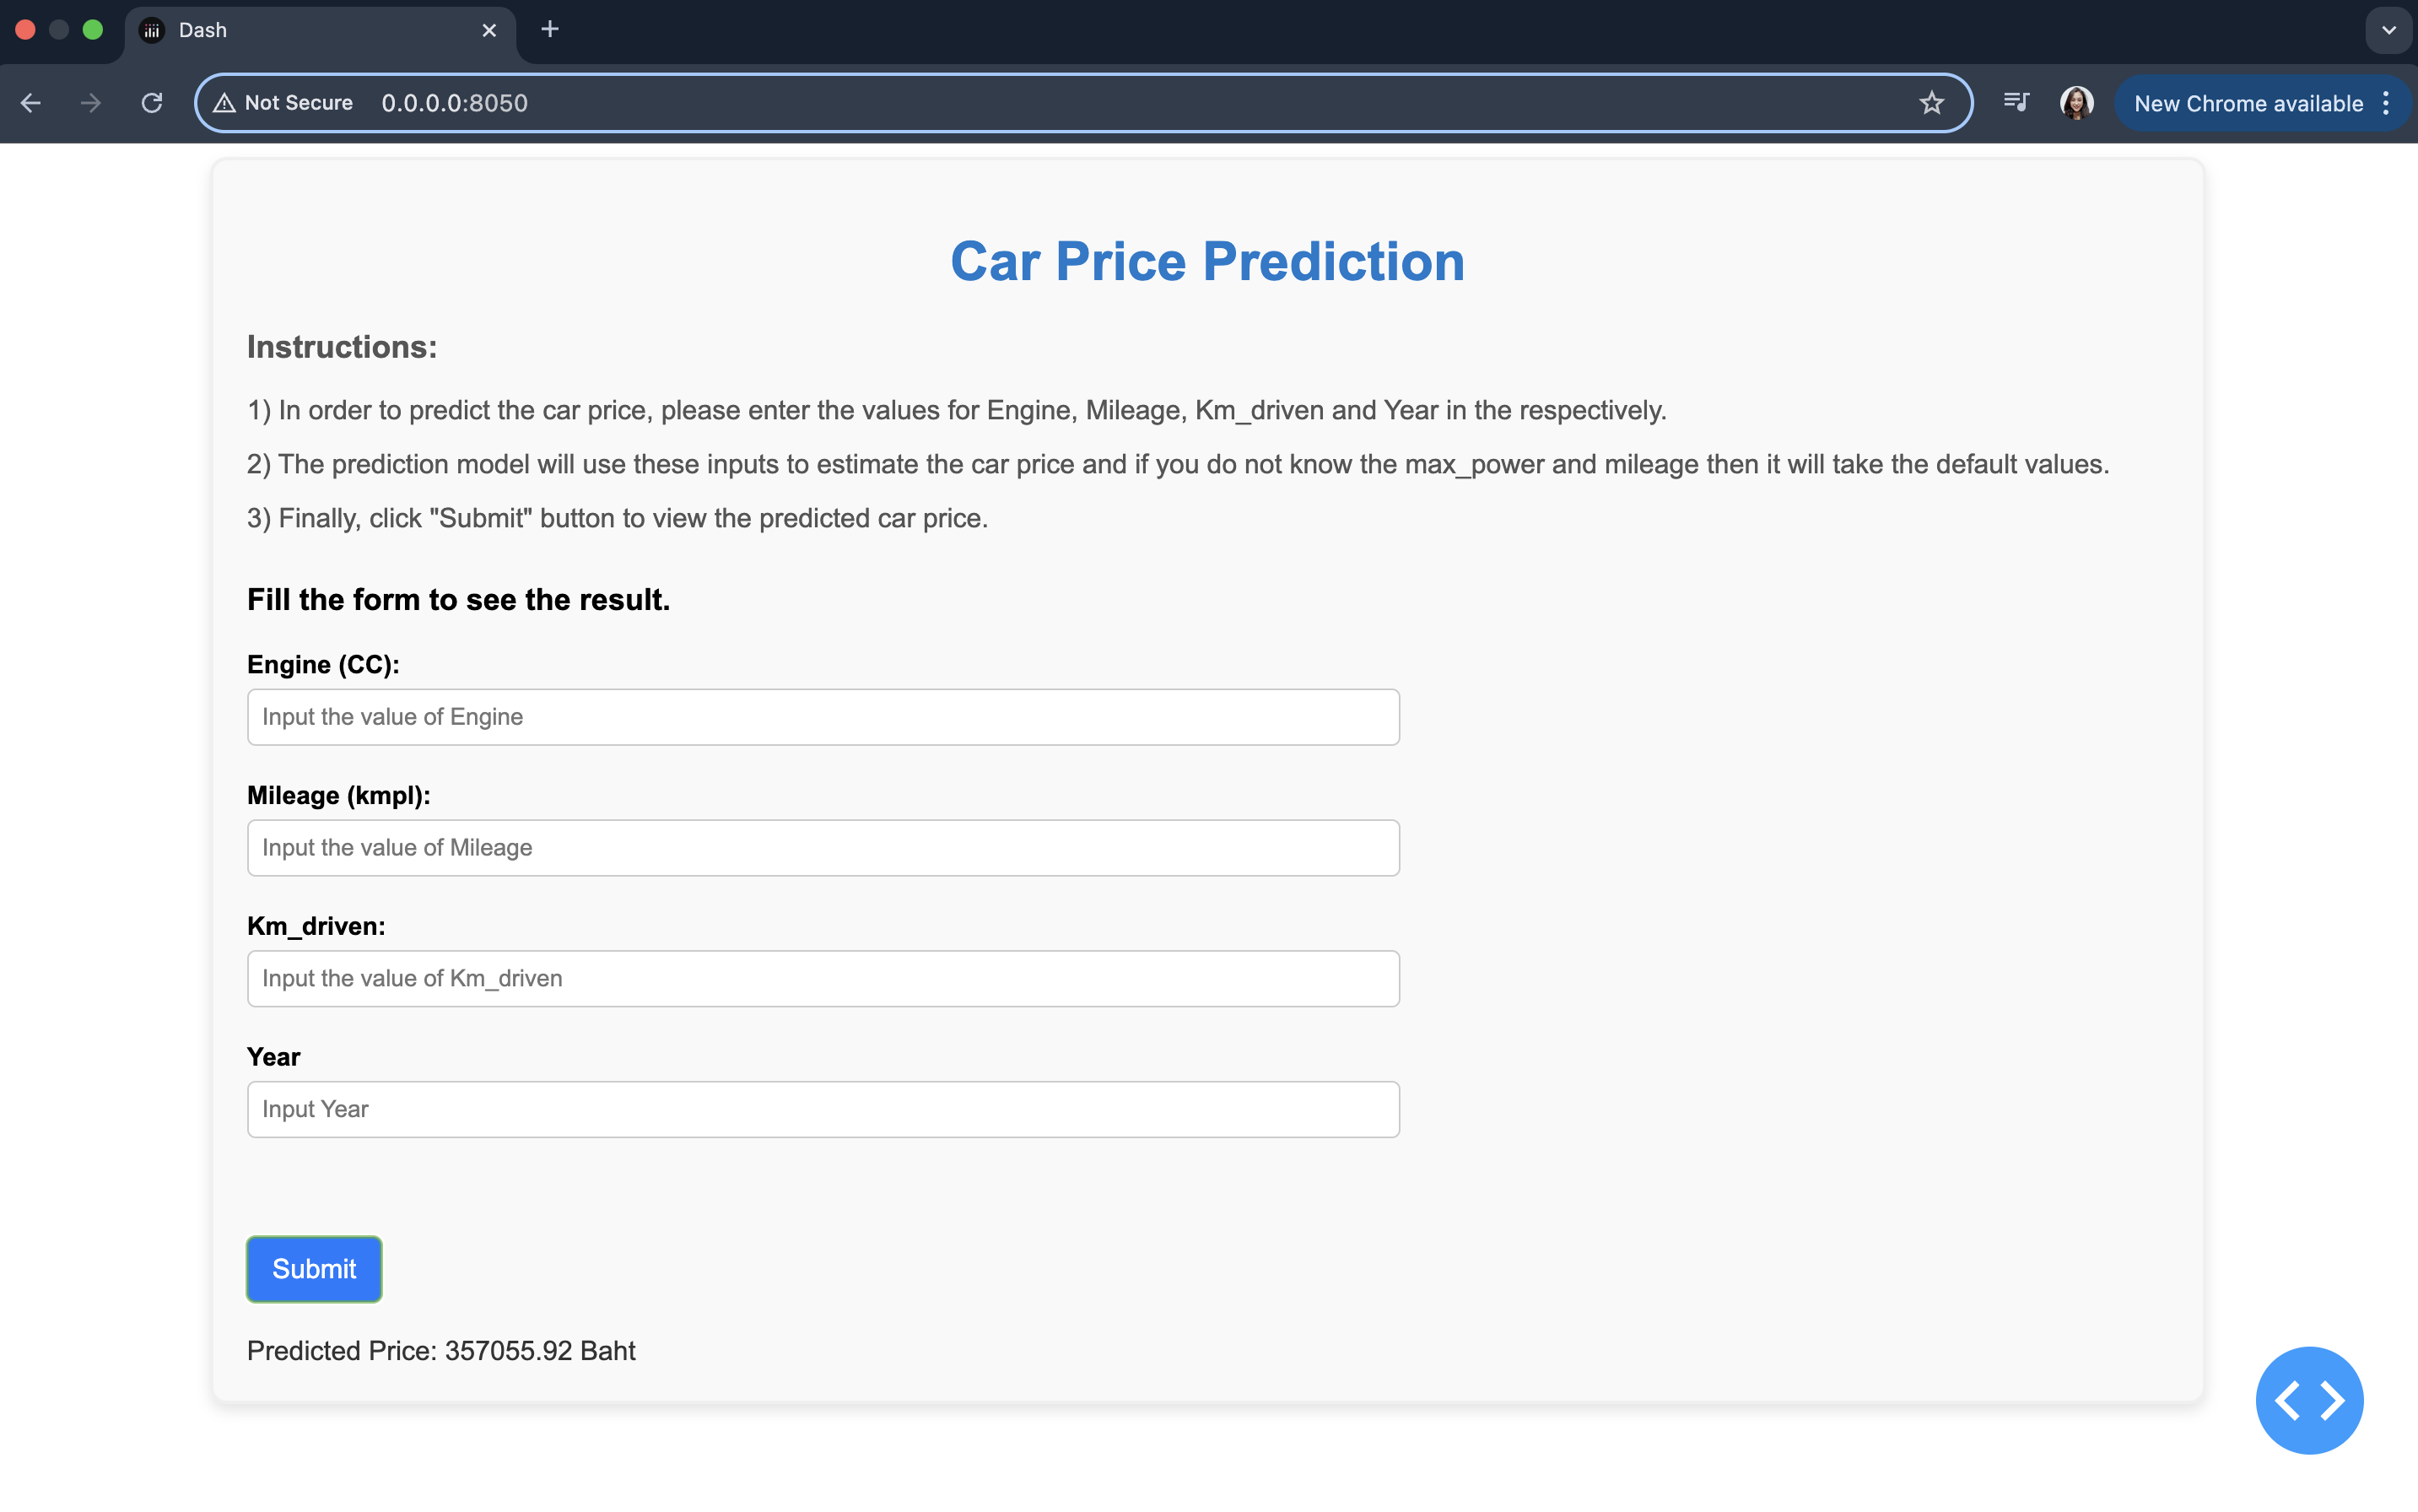 Dash
Not Secure 0.0.0.0:8050
New Chrome available
Car Price Prediction
Instructions:
1) In order to predict the car price, please enter the values for Engine, Mileage, Km_driven and Year in the respectively.
2) The prediction model will use these inputs to estimate the car price and if you do not know the max_power and mileage then it will take the default values.
3) Finally, click "Submit" button to view the predicted car price.
Fill the form to see the result.
Engine (CC):
Input the value of Engine
Mileage (kmpl):
Input the value of Mileage
Km_driven:
Input the value of Km_driven
Year
Input Year
Submit
Predicted Price: 357055.92 Baht